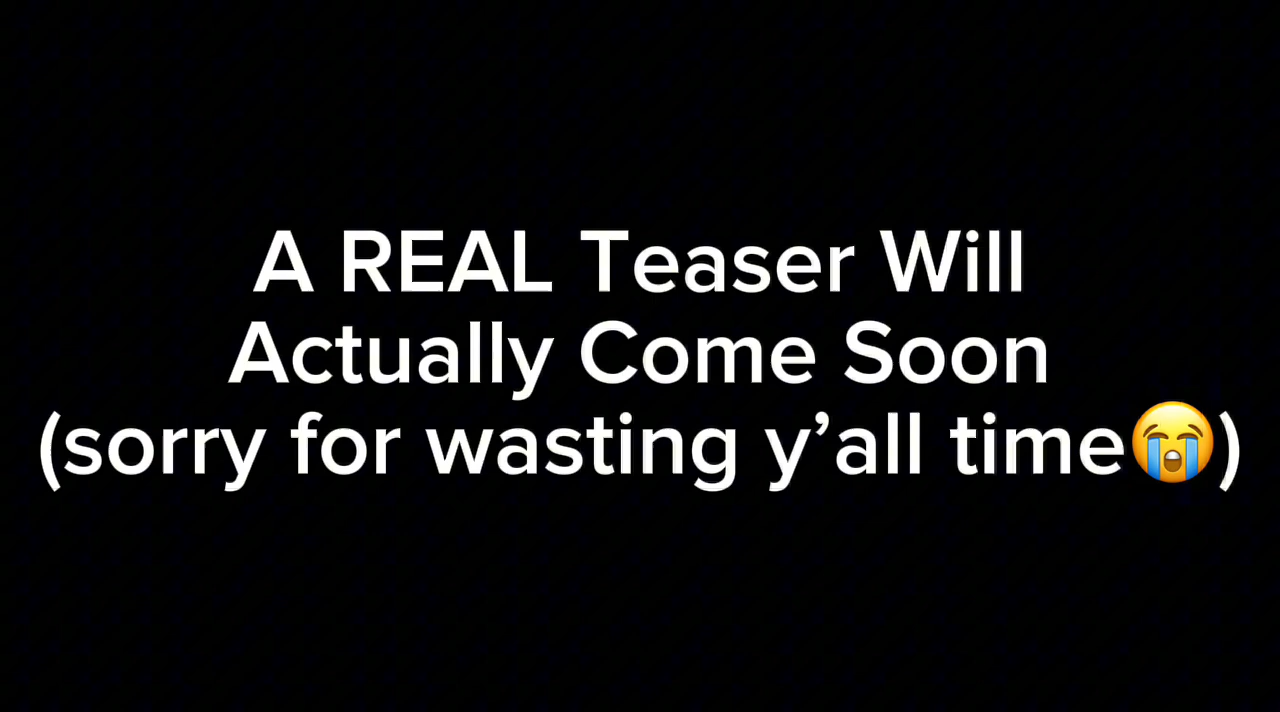 A REAL Teaser Will
Actually Come Soon
(sorry for wasting y’all time😭)